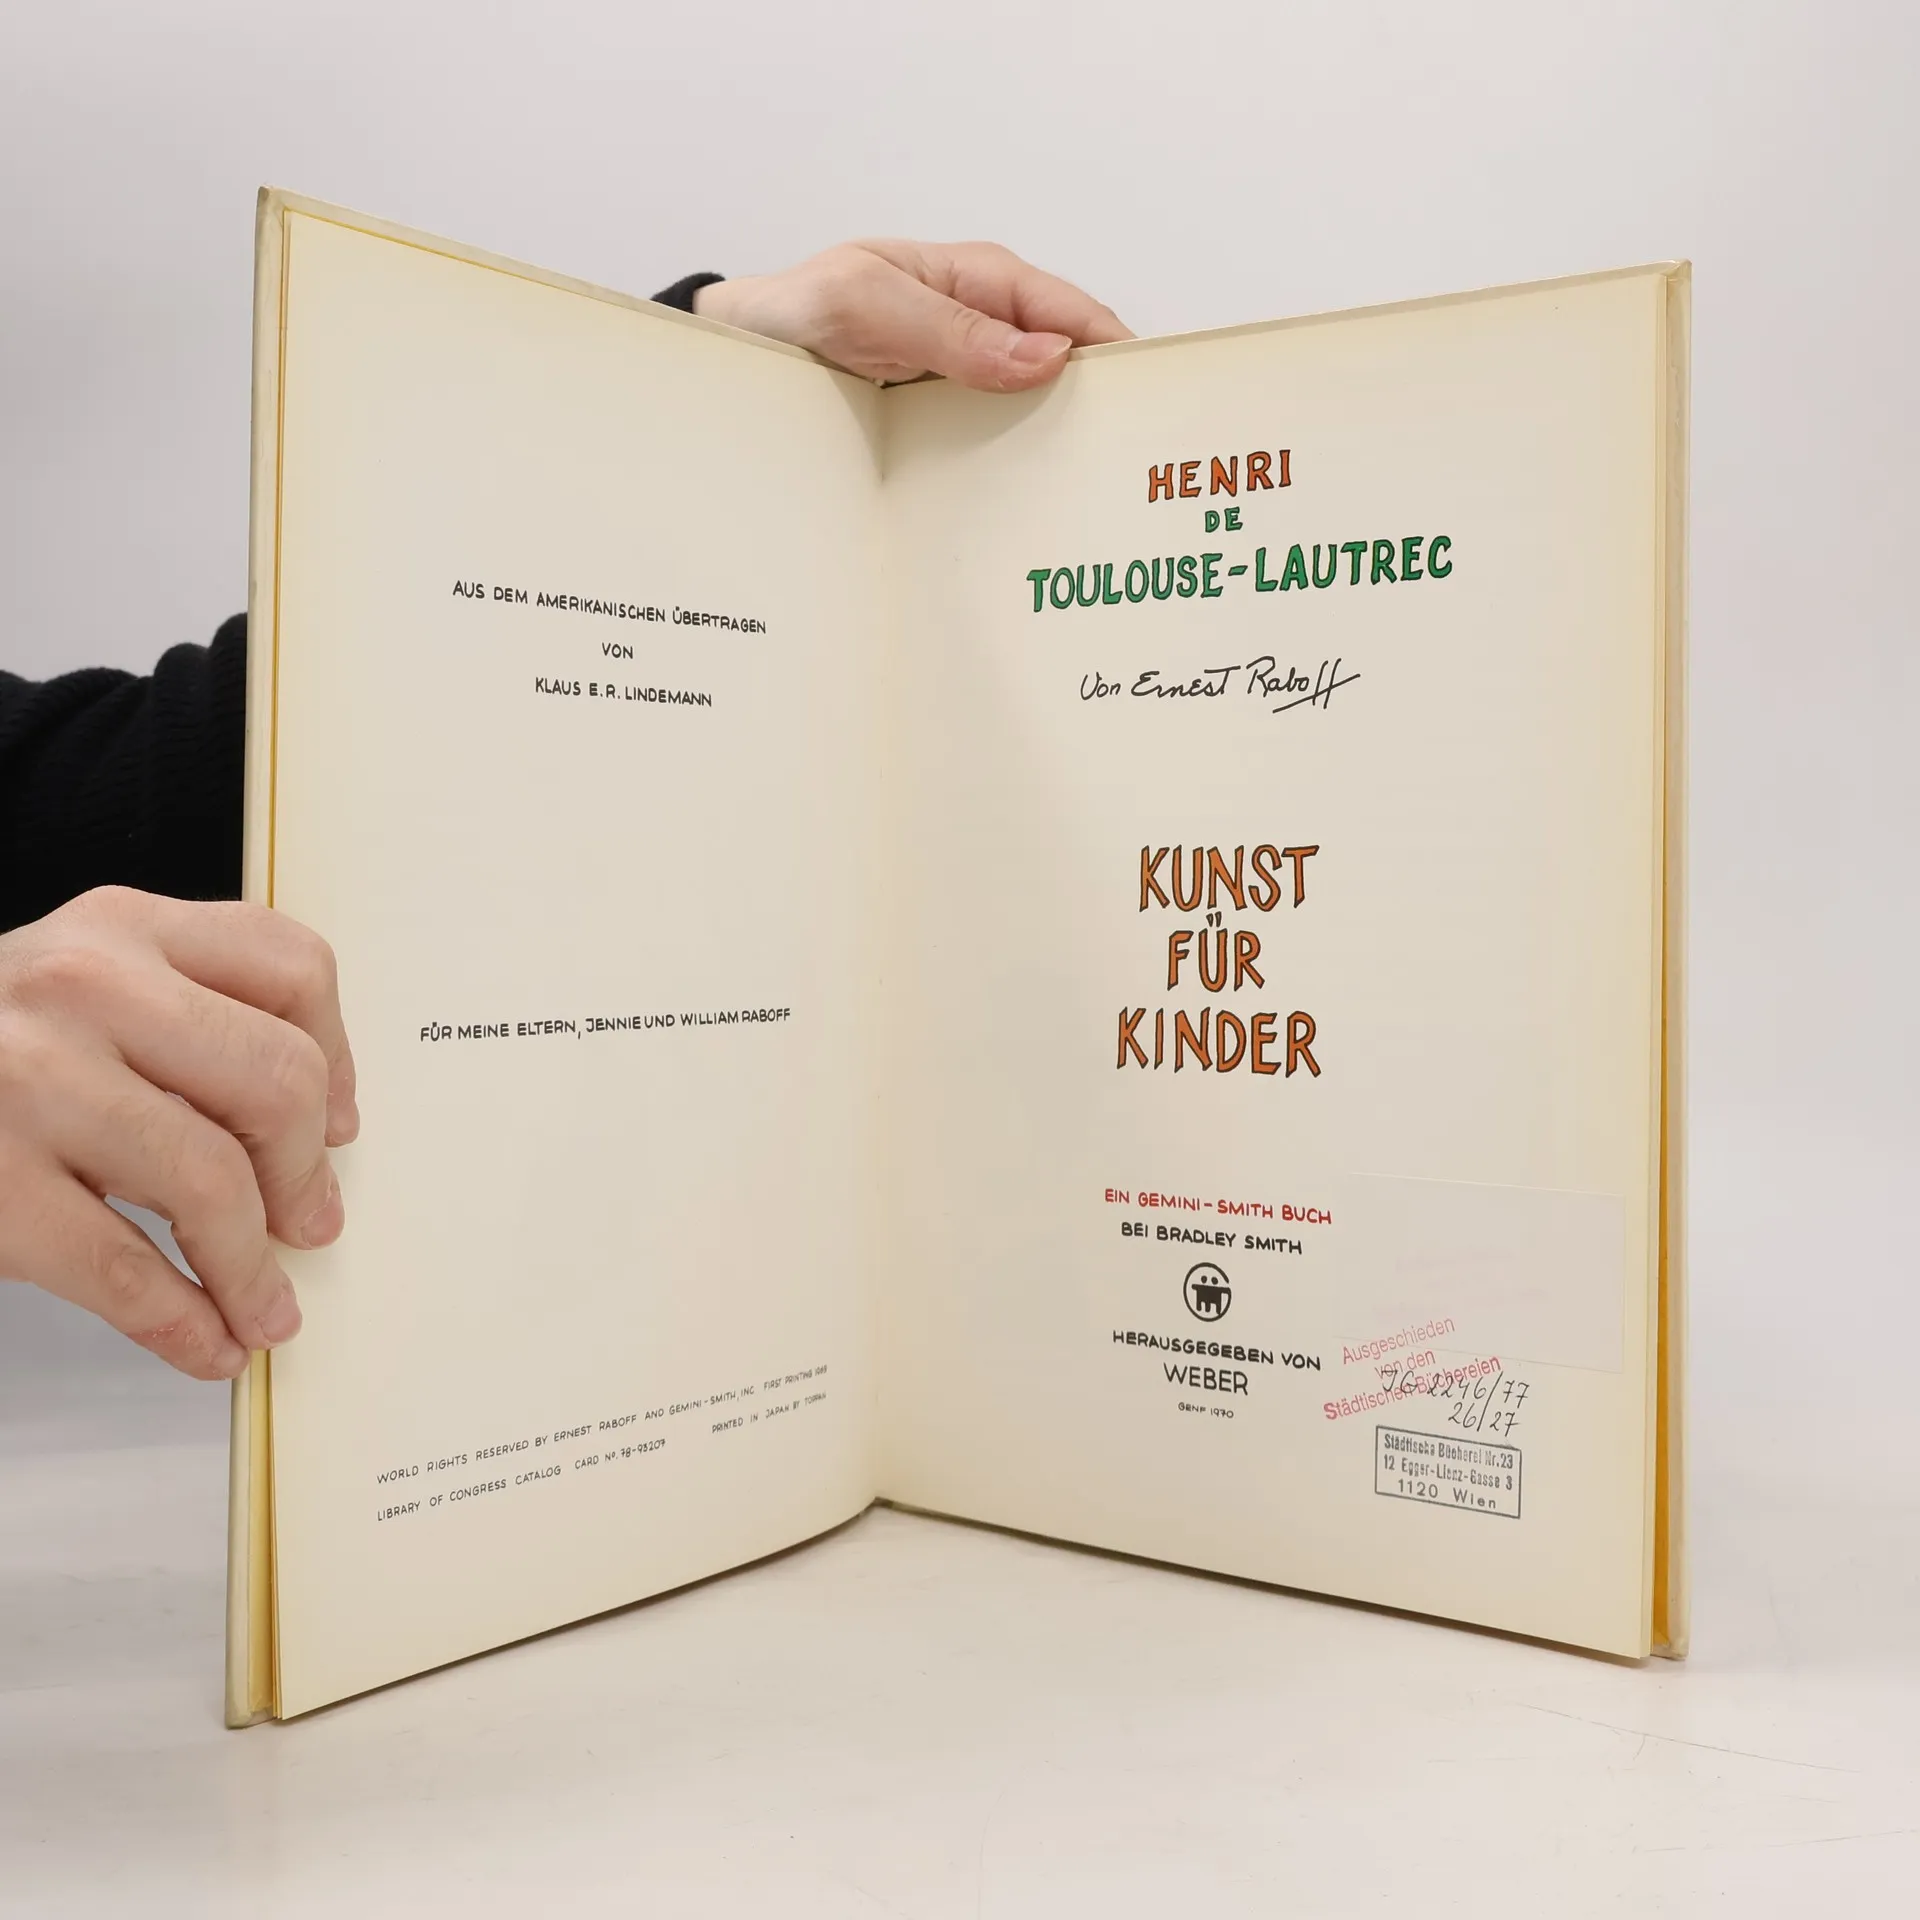 AUS DEM AMERIKANISCHEN ÜBERTRAGEN
VON
KLAUS E.R. LINDEMANN
FÜR MEINE ELTERN, JENNIE UND WILLIAM RABOFF
WORLD RIGHTS RESERVED BY ERNEST RABOFF AND GEMINI-SMITH, INC FIRST PRINTING 1969
LIBRARY OF CONGRESS CATALOG CARD Nº. 78-93207 PRINTED IN JAPAN BY TOPPAN
HENRI
DE
TOULOUSE-LAUTREC
Von Ernest Raboff
KUNST
FÜR
KINDER
EIN GEMINI-SMITH BUCH
BEI BRADLEY SMITH
HERAUSGEGEBEN VON
WEBER
GENF 1970
Ausgeschieden
von den
Städtischen Büchereien
JG 2246/77
26/27
Städtische Bücherei Nr.23
12 Egger-Lienz-Gasse 3
1120 Wien